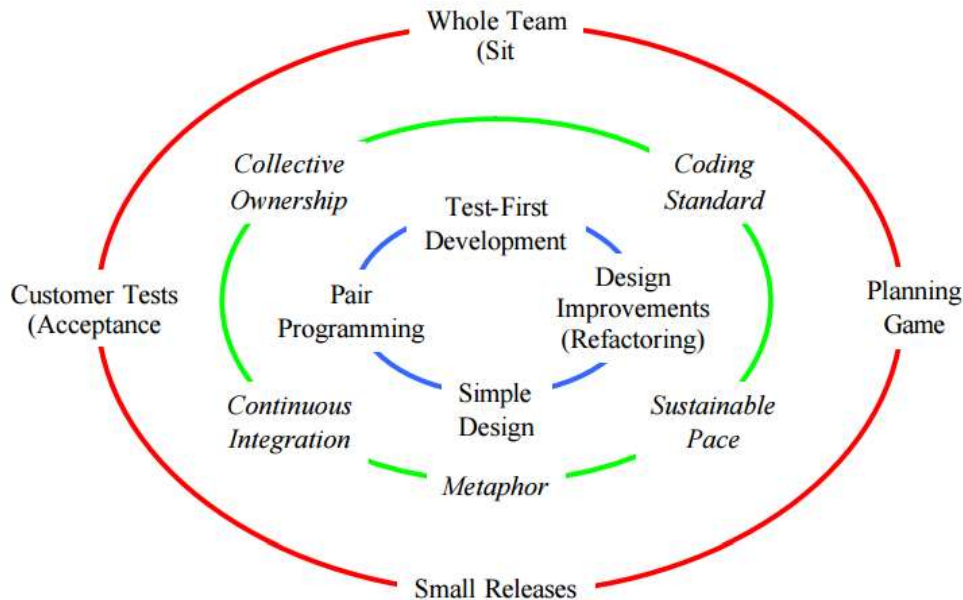 Whole Team
(Sit
Collective
Ownership
Coding
Standard
Test-First
Development
Customer Tests
(Acceptance
Pair
Programming
Design
Improvements
(Refactoring)
Planning
Game
Continuous
Integration
Simple
Design
Sustainable
Pace
Metaphor
Small Releases